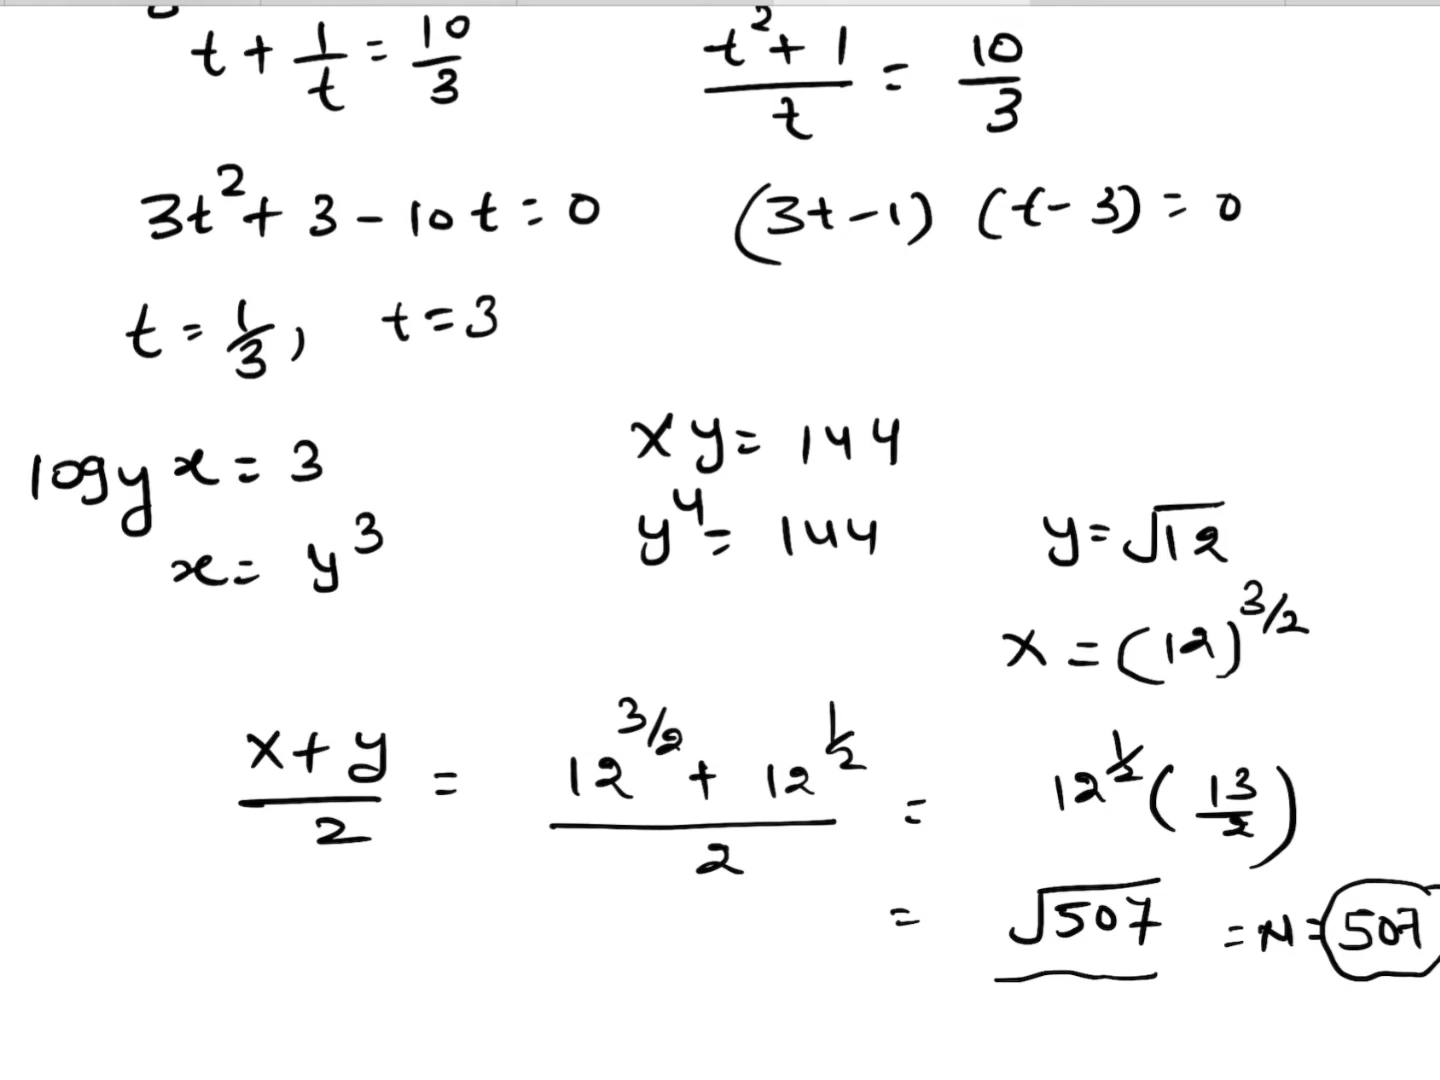 t + 1/t = 10/3    (t² + 1)/t = 10/3
3t² + 3 - 10t = 0    (3t - 1) (t - 3) = 0
t = 1/3,    t = 3
log_y x = 3    xy = 144
x = y³    y⁴ = 144    y = √12
x = (12)^(3/2)
(x + y)/2 = (12^(3/2) + 12^(1/2))/2 = 12^(1/2) (13/2)
= √507 = N = 507